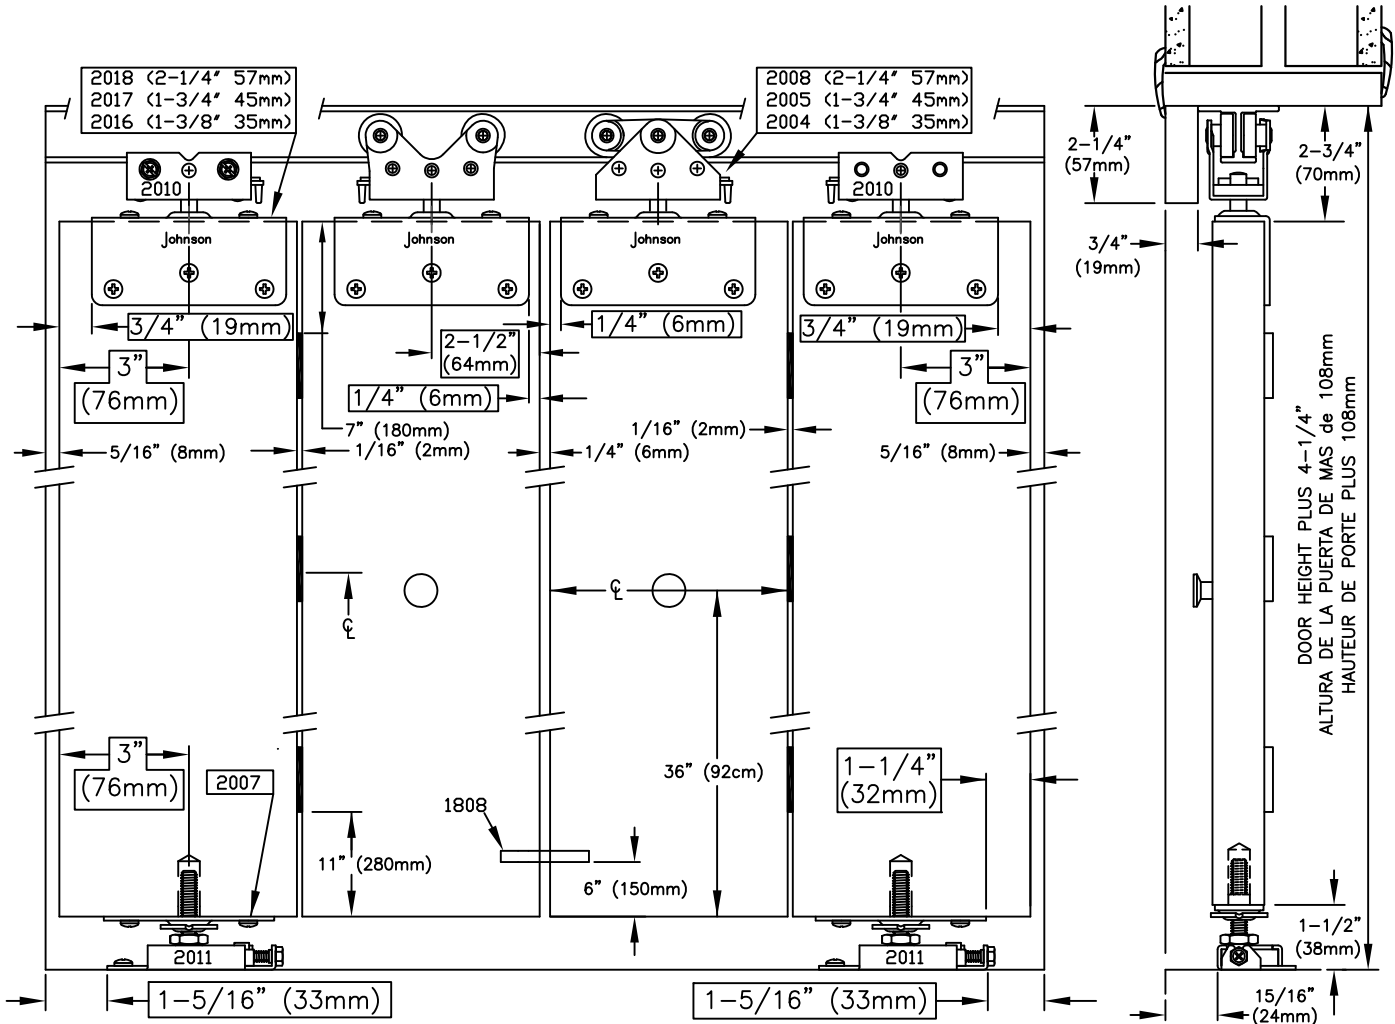 2018 (2-1/4" 57mm)
2017 (1-3/4" 45mm)
2016 (1-3/8" 35mm)
2008 (2-1/4" 57mm)
2005 (1-3/4" 45mm)
2004 (1-3/8" 35mm)
2-1/4"
(57mm)
2-3/4"
(70mm)
2010
2010
Johnson
Johnson
Johnson
Johnson
3/4"
(19mm)
3/4" (19mm)
2-1/2"
(64mm)
1/4" (6mm)
3/4" (19mm)
3"
(76mm)
1/4" (6mm)
3"
(76mm)
7" (180mm)
1/16" (2mm)
5/16" (8mm)
1/16" (2mm)
1/4" (6mm)
5/16" (8mm)
DOOR HEIGHT PLUS 4-1/4"
ALTURA DE LA PUERTA DE MAS de 108mm
HAUTEUR DE PORTE PLUS 108mm
℄
℄
3"
(76mm)
2007
36" (92cm)
1-1/4"
(32mm)
1808
11" (280mm)
6" (150mm)
1-1/2"
(38mm)
2011
2011
1-5/16" (33mm)
1-5/16" (33mm)
15/16"
(24mm)